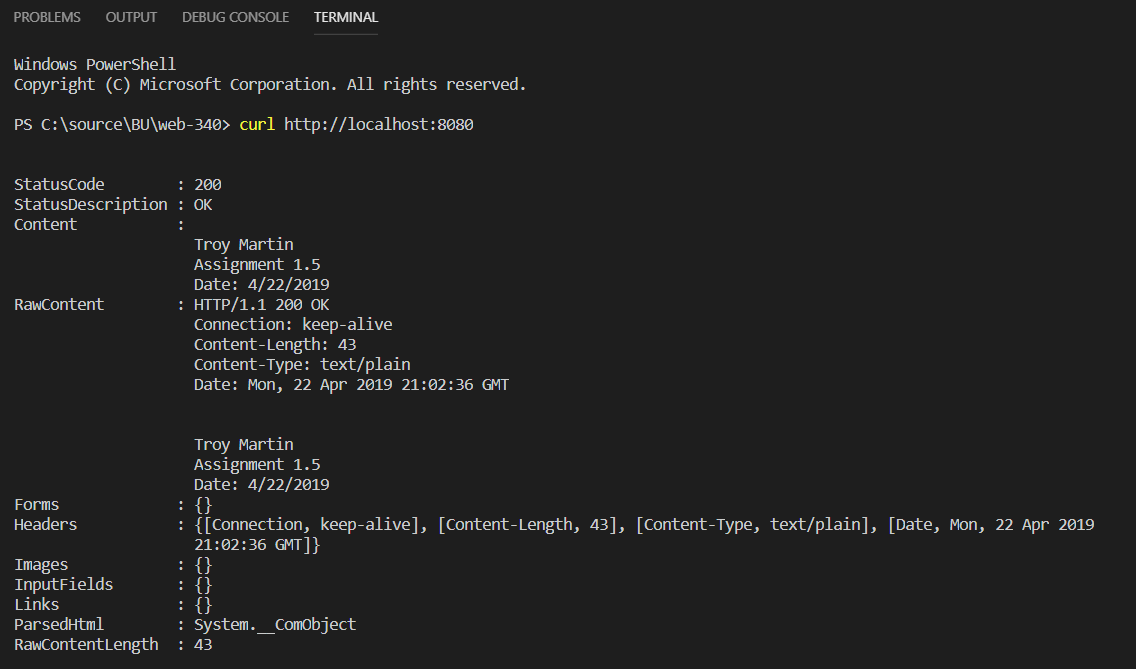 PROBLEMS OUTPUT DEBUG CONSOLE TERMINAL
Windows PowerShell
Copyright (C) Microsoft Corporation. All rights reserved.
PS C:\source\BU\web-340> curl http://localhost:8080
StatusCode : 200
StatusDescription : OK
Content :
Troy Martin
Assignment 1.5
Date: 4/22/2019
RawContent : HTTP/1.1 200 OK
Connection: keep-alive
Content-Length: 43
Content-Type: text/plain
Date: Mon, 22 Apr 2019 21:02:36 GMT
Troy Martin
Assignment 1.5
Date: 4/22/2019
Forms : {}
Headers : {[Connection, keep-alive], [Content-Length, 43], [Content-Type, text/plain], [Date, Mon, 22 Apr 2019
21:02:36 GMT]}
Images : {}
InputFields : {}
Links : {}
ParsedHtml : System.__ComObject
RawContentLength : 43